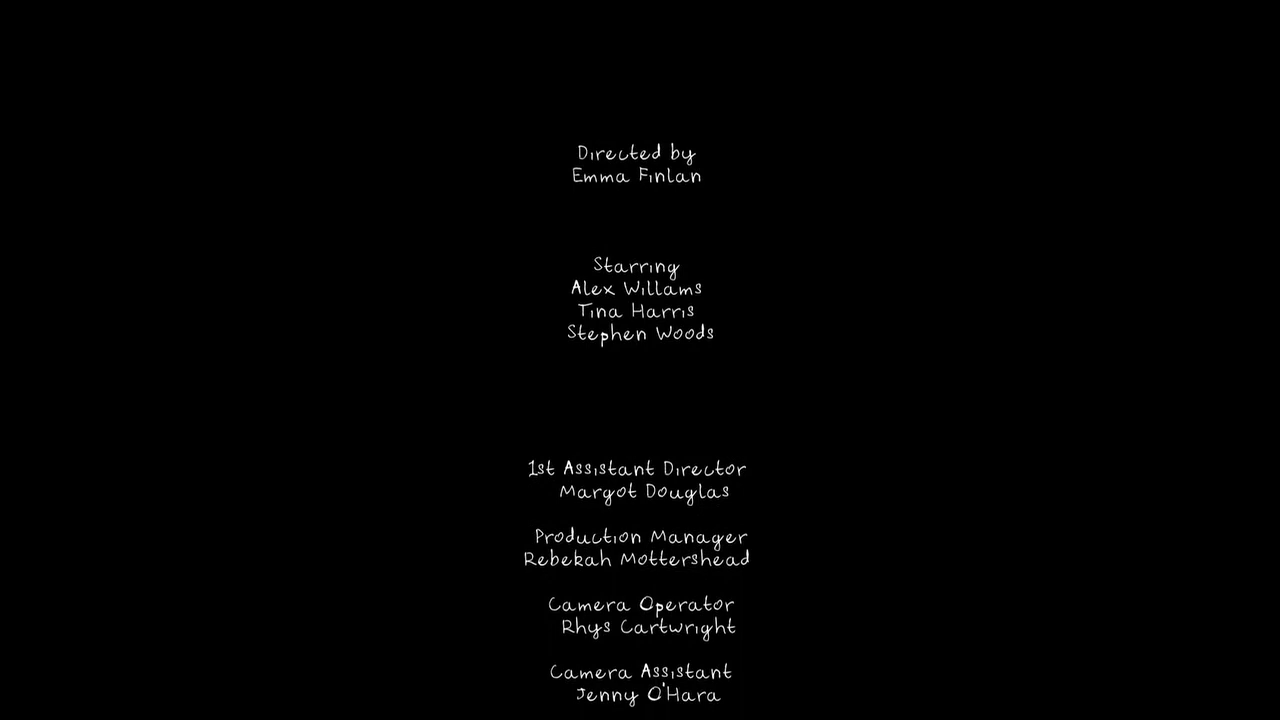 Directed by
Emma Finlan
Starring
Alex Willams
Tina Harris
Stephen Woods
1st Assistant Director
Margot Douglas
Production Manager
Rebekah Mottershead
Camera Operator
Rhys Cartwright
Camera Assistant
Jenny O'Hara